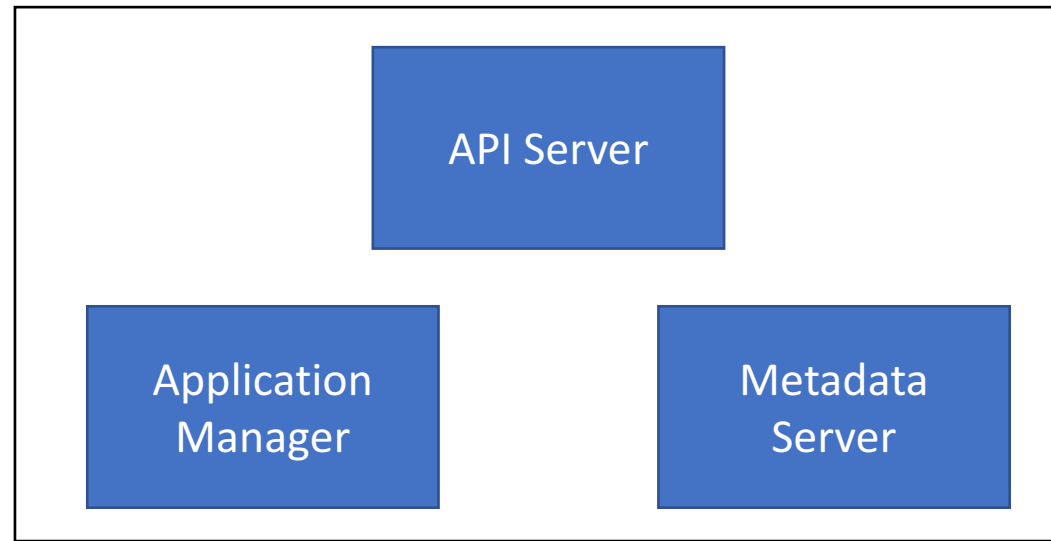 API Server
Application
Manager
Metadata
Server